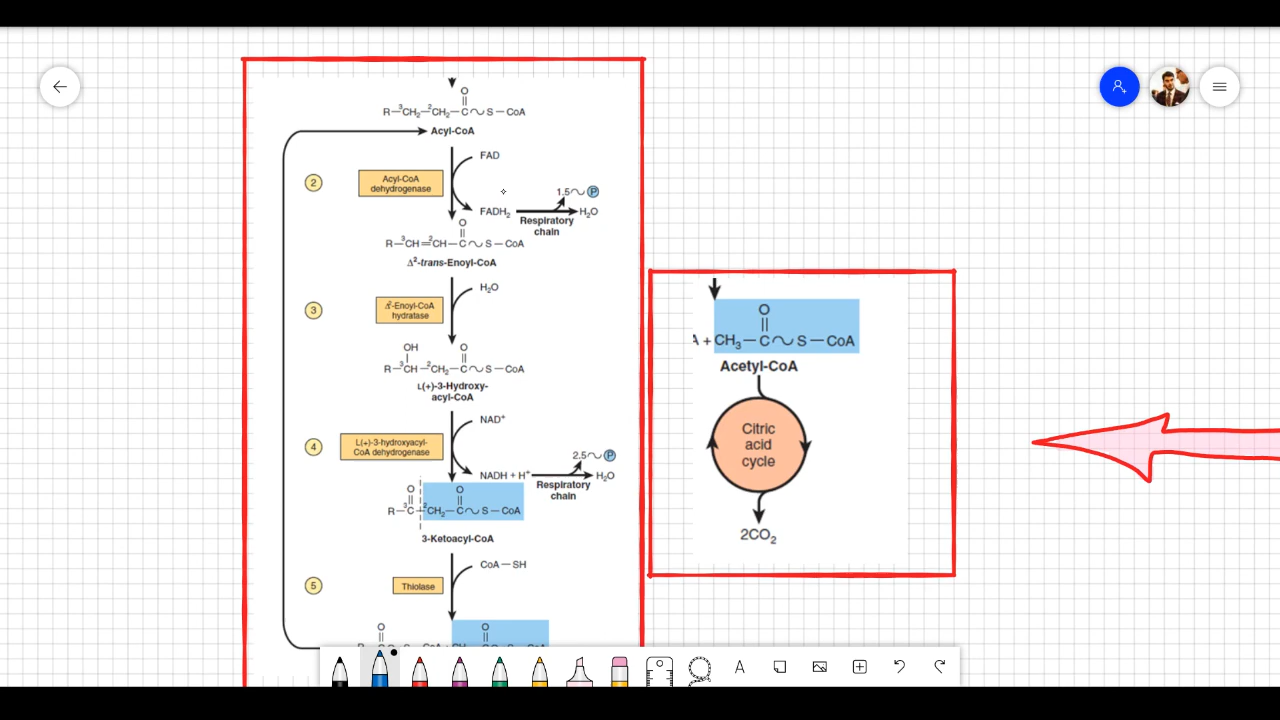 O
R—³CH₂—²CH₂—C~S—CoA
Acyl-CoA
FAD
2
Acyl-CoA
dehydrogenase
1.5~P
FADH₂
H₂O
Respiratory
chain
O
R—³CH=²CH—C~S—CoA
Δ²-trans-Enoyl-CoA
H₂O
3
Δ²-Enoyl-CoA
hydratase
OH
O
R—³CH—²CH₂—C~S—CoA
L(+)-3-Hydroxy-
acyl-CoA
NAD⁺
4
L(+)-3-hydroxyacyl-
CoA dehydrogenase
2.5~P
NADH + H⁺
H₂O
Respiratory
chain
O
O
R—³C—²CH₂—C~S—CoA
3-Ketoacyl-CoA
CoA—SH
5
Thiolase
O
O
O
+ CH₃—C~S—CoA
Acetyl-CoA
Citric
acid
cycle
2CO₂
A